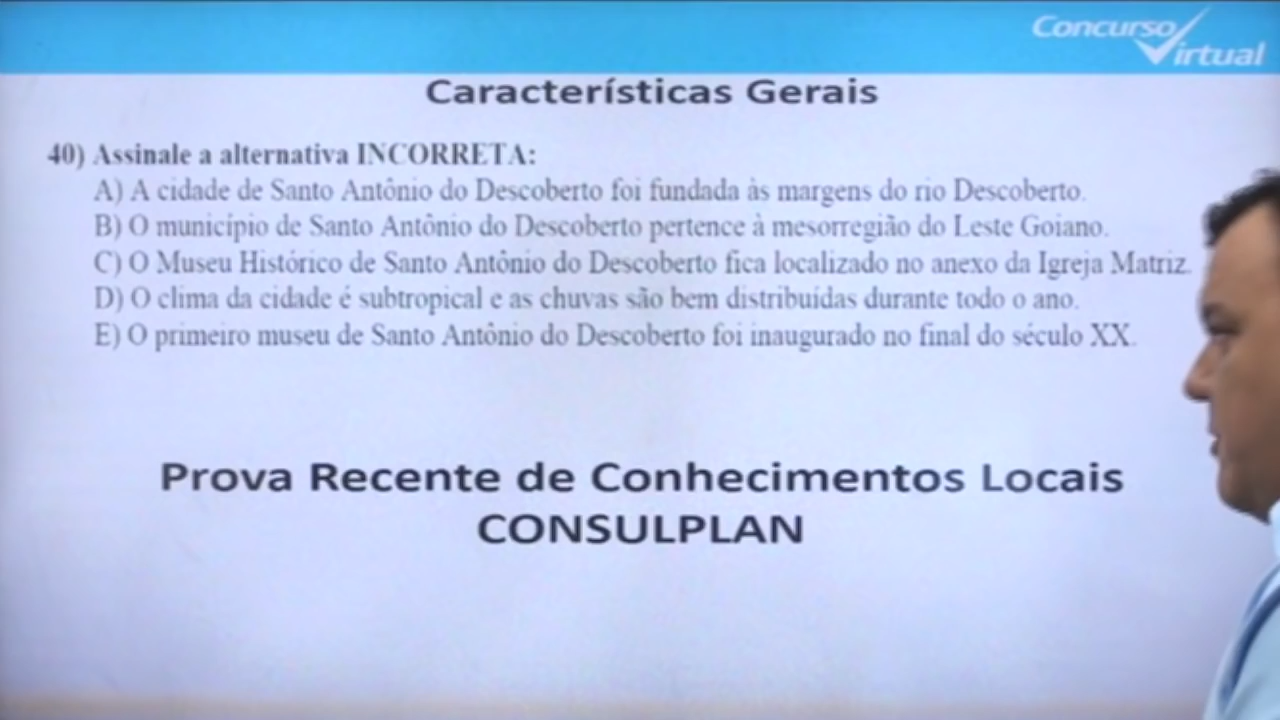 Concurso Virtual
Características Gerais
40) Assinale a alternativa INCORRETA:
A) A cidade de Santo Antônio do Descoberto foi fundada às margens do rio Descoberto.
B) O município de Santo Antônio do Descoberto pertence à mesorregião do Leste Goiano.
C) O Museu Histórico de Santo Antônio do Descoberto fica localizado no anexo da Igreja Matriz.
D) O clima da cidade é subtropical e as chuvas são bem distribuídas durante todo o ano.
E) O primeiro museu de Santo Antônio do Descoberto foi inaugurado no final do século XX.
Prova Recente de Conhecimentos Locais
CONSULPLAN